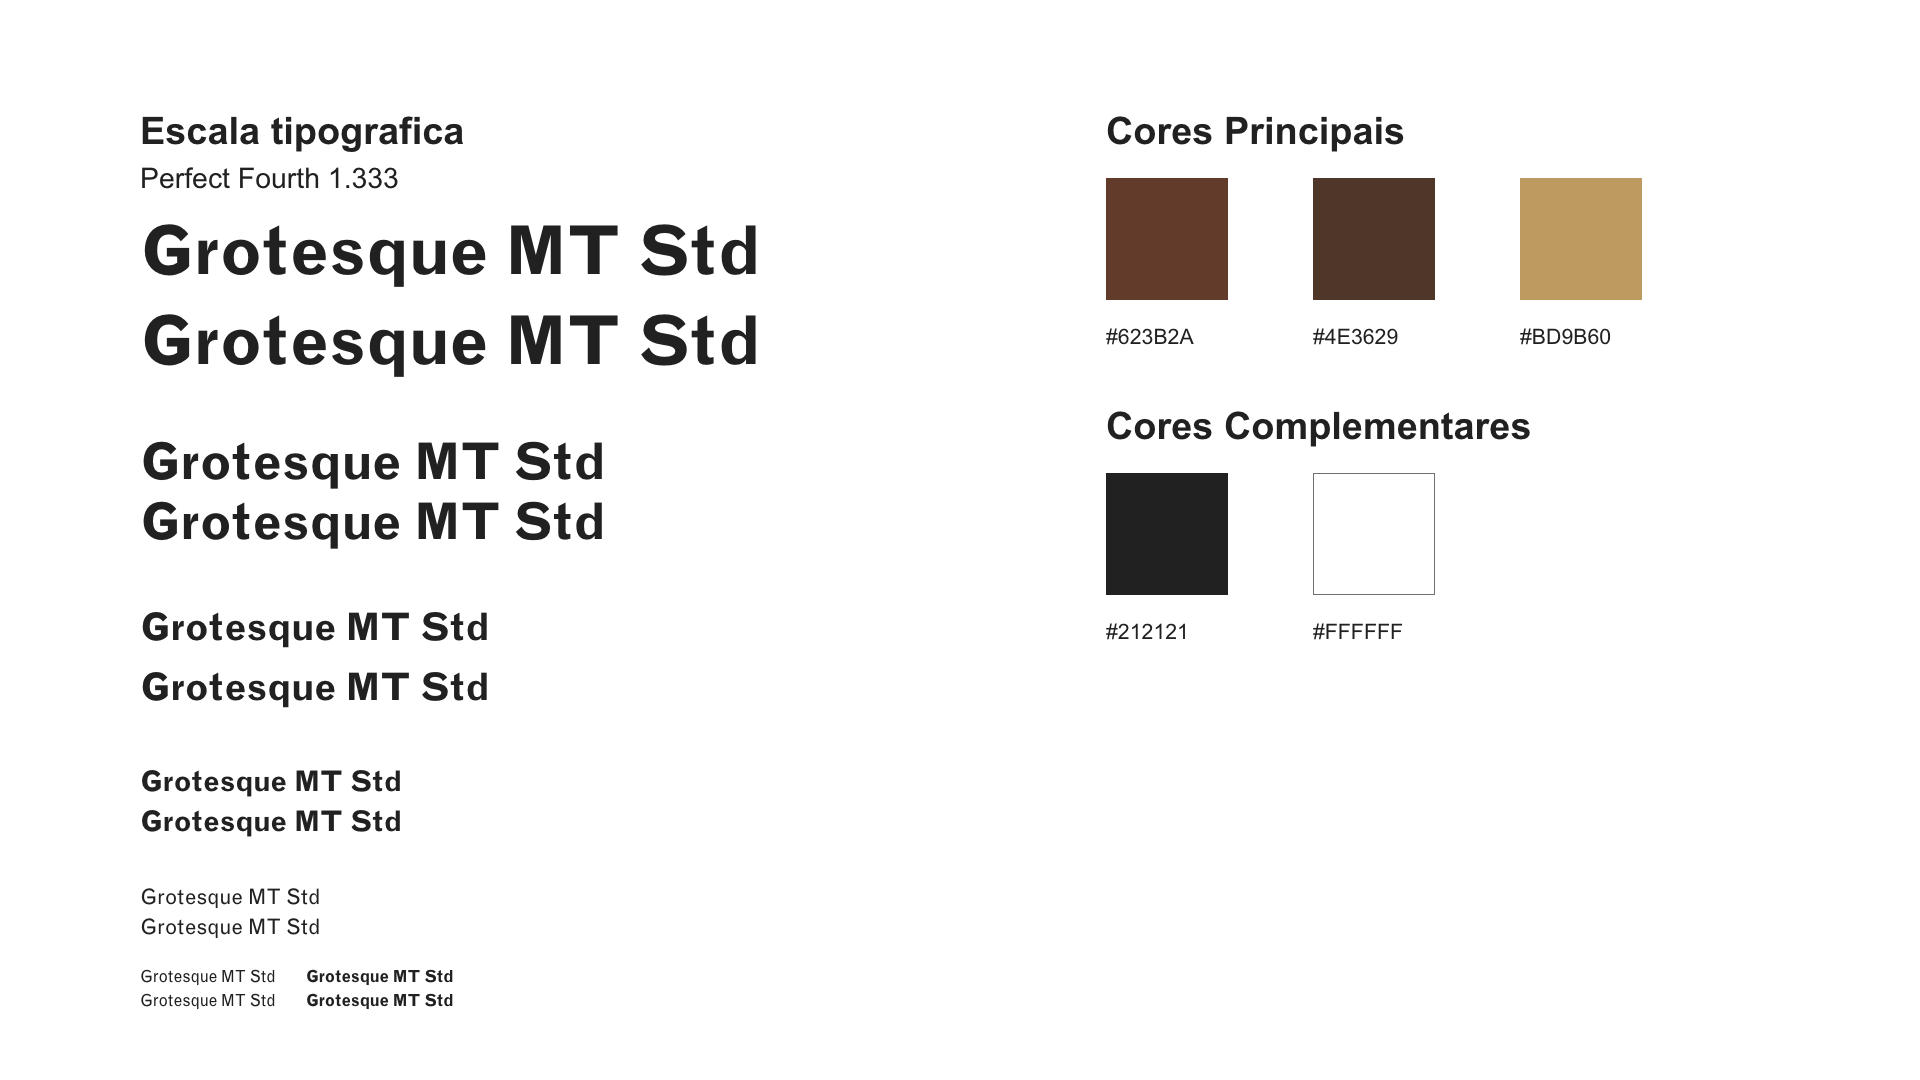 Escala tipografica
Perfect Fourth 1.333
Grotesque MT Std
Grotesque MT Std
Grotesque MT Std
Grotesque MT Std
Grotesque MT Std
Grotesque MT Std
Grotesque MT Std
Grotesque MT Std
Grotesque MT Std
Grotesque MT Std
Grotesque MT Std Grotesque MT Std
Grotesque MT Std Grotesque MT Std
Cores Principais
#623B2A #4E3629 #BD9B60
Cores Complementares
#212121 #FFFFFF